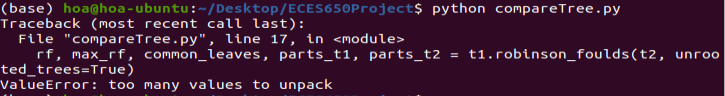 (base) hoa@hoa-ubuntu:~/Desktop/ECES650Project$ python compareTree.py
Traceback (most recent call last):
  File "compareTree.py", line 17, in <module>
    rf, max_rf, common_leaves, parts_t1, parts_t2 = t1.robinson_foulds(t2, unroo
ted_trees=True)
ValueError: too many values to unpack